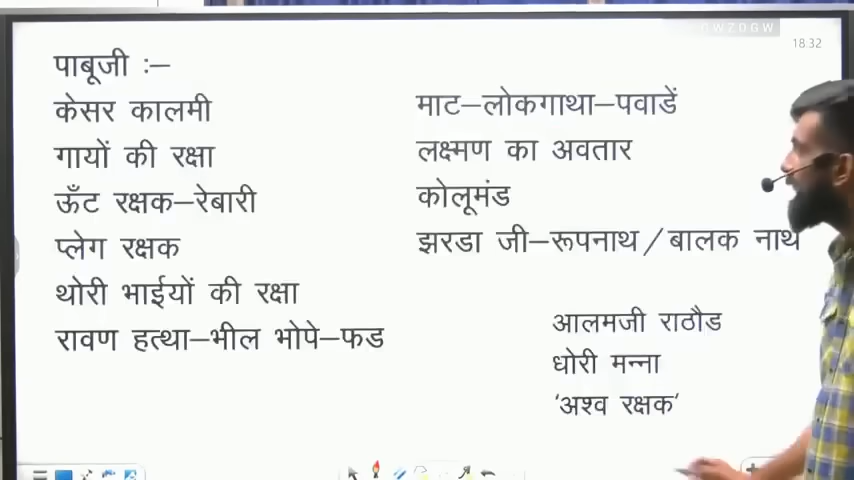 18:32
पाबूजी :–
केसर कालमी
गायों की रक्षा
ऊँट रक्षक–रेबारी
प्लेग रक्षक
थोरी भाईयों की रक्षा
रावण हत्था–भील भोपे–फड
माट–लोकगाथा–पवाडें
लक्ष्मण का अवतार
कोलूमंड
झरडा जी–रूपनाथ/बालक नाथ
आलमजी राठौड
धोरी मन्ना
'अश्व रक्षक'